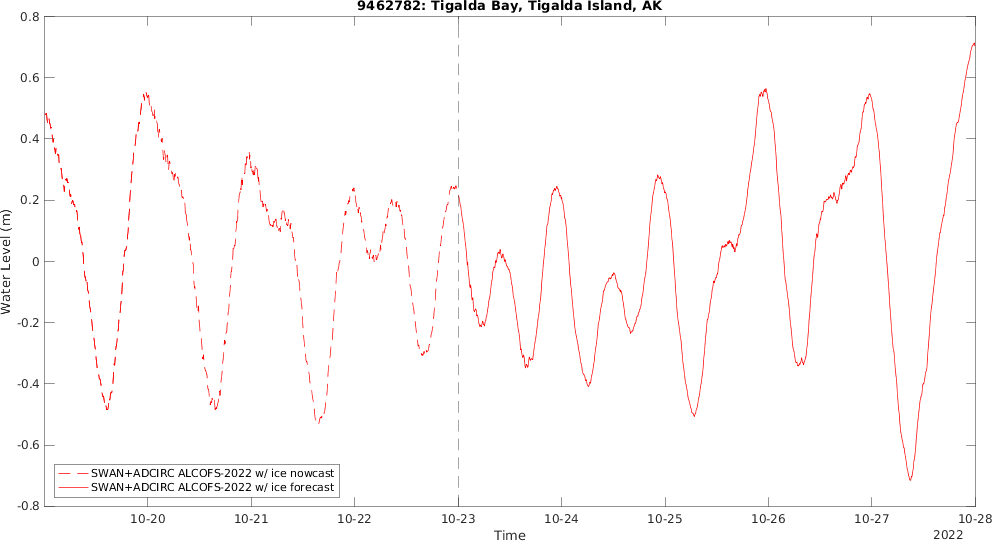 9462782: Tigalda Bay, Tigalda Island, AK
0.8
0.6
0.4
0.2
0
-0.2
-0.4
-0.6
-0.8
Water Level (m)
SWAN+ADCIRC ALCOFS-2022 w/ ice nowcast
SWAN+ADCIRC ALCOFS-2022 w/ ice forecast
10-20 10-21 10-22 10-23 10-24 10-25 10-26 10-27 10-28
Time
2022